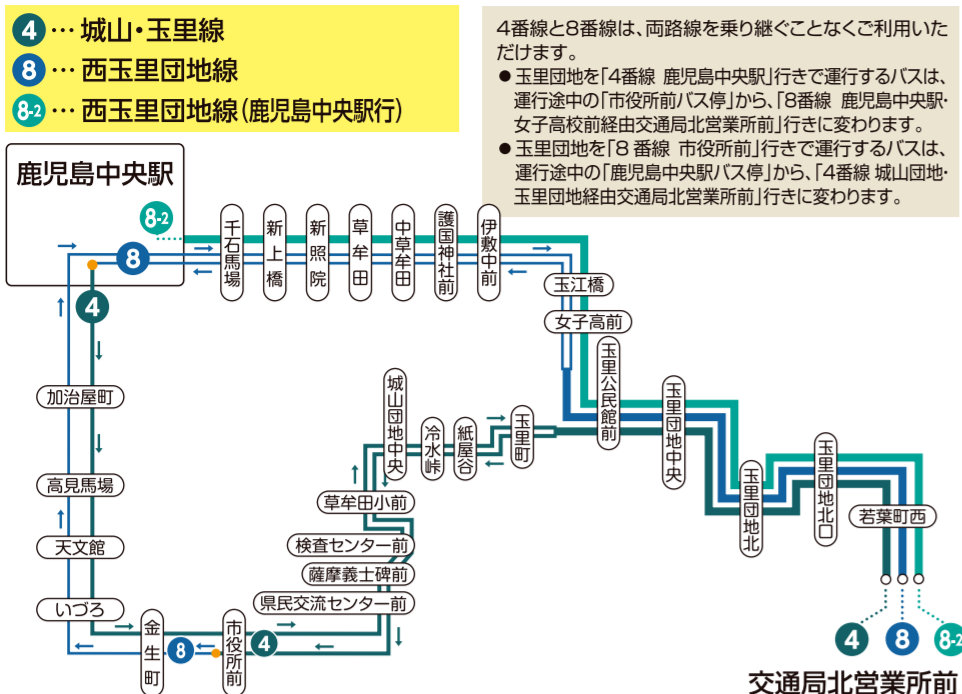 4…城山・玉里線
8…西玉里団地線
8-2…西玉里団地線(鹿児島中央駅行)
4番線と8番線は、両路線を乗り継ぐことなくご利用いた
だけます。
●玉里団地を「4番線 鹿児島中央駅」行きで運行するバスは、
運行途中の「市役所前バス停」から、「8番線 鹿児島中央駅・
女子高校前経由交通局北営業所前」行きに変わります。
●玉里団地を「8番線 市役所前」行きで運行するバスは、
運行途中の「鹿児島中央駅バス停」から、「4番線 城山団地・
玉里団地経由交通局北営業所前」行きに変わります。
鹿児島中央駅
8-2
8
4
千石馬場
新上橋
新照院
草牟田
中草牟田
護国神社前
伊敷中前
玉江橋
女子高前
玉里公民館前
玉里団地中央
玉里団地北
玉里団地北口
若葉町西
加治屋町
高見馬場
天文館
いづろ
金生町
8
市役所前
4
県民交流センター前
薩摩義士碑前
検査センター前
草牟田小前
城山団地中央
冷水峠
紙屋谷
玉里町
4
8
8-2
交通局北営業所前